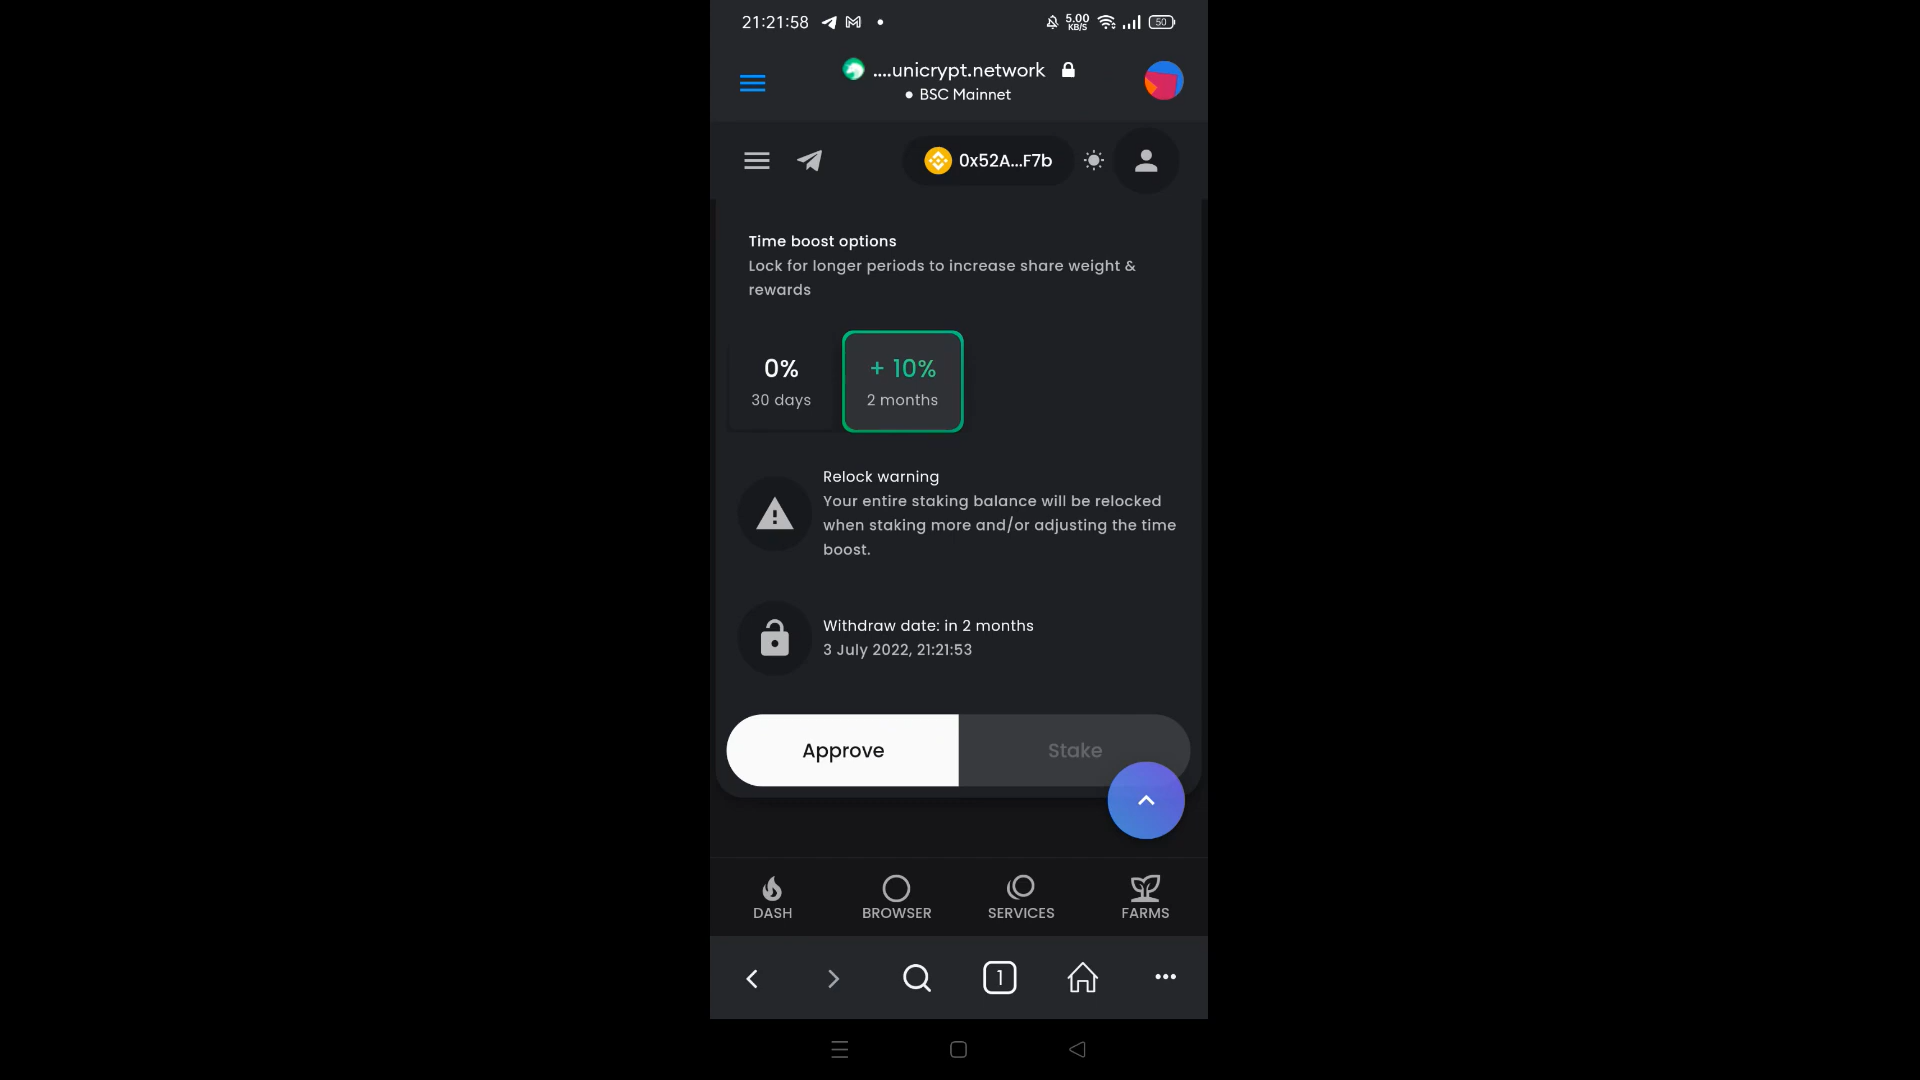 21:21:58
5.00
KB/S
50
....unicrypt.network
BSC Mainnet
0x52A...F7b
Time boost options
Lock for longer periods to increase share weight &
rewards
0%
+ 10%
30 days
2 months
Relock warning
Your entire staking balance will be relocked
when staking more and/or adjusting the time
boost.
Withdraw date: in 2 months
3 July 2022, 21:21:53
Approve
Stake
DASH
BROWSER
SERVICES
FARMS
1